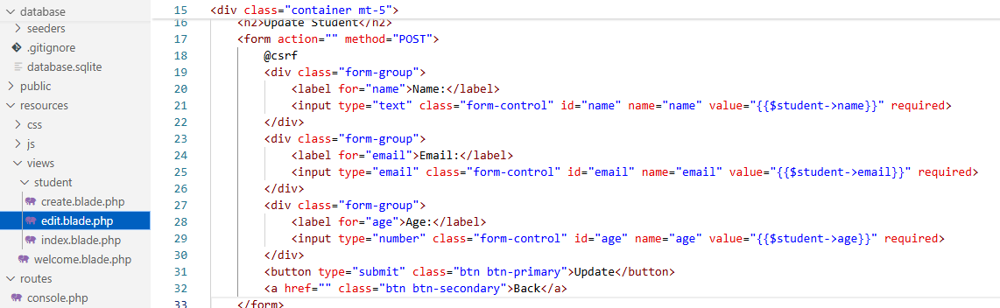 database
seeders
.gitignore
database.sqlite
public
resources
css
js
views
student
create.blade.php
edit.blade.php
index.blade.php
welcome.blade.php
routes
console.php
15 <div class="container mt-5">
16 <h2>Update Student</h2>
17 <form action="" method="POST">
18 @csrf
19 <div class="form-group">
20 <label for="name">Name:</label>
21 <input type="text" class="form-control" id="name" name="name" value="{{$student->name}}" required>
22 </div>
23 <div class="form-group">
24 <label for="email">Email:</label>
25 <input type="email" class="form-control" id="email" name="email" value="{{$student->email}}" required>
26 </div>
27 <div class="form-group">
28 <label for="age">Age:</label>
29 <input type="number" class="form-control" id="age" name="age" value="{{$student->age}}" required>
30 </div>
31 <button type="submit" class="btn btn-primary">Update</button>
32 <a href="" class="btn btn-secondary">Back</a>
33 </form>